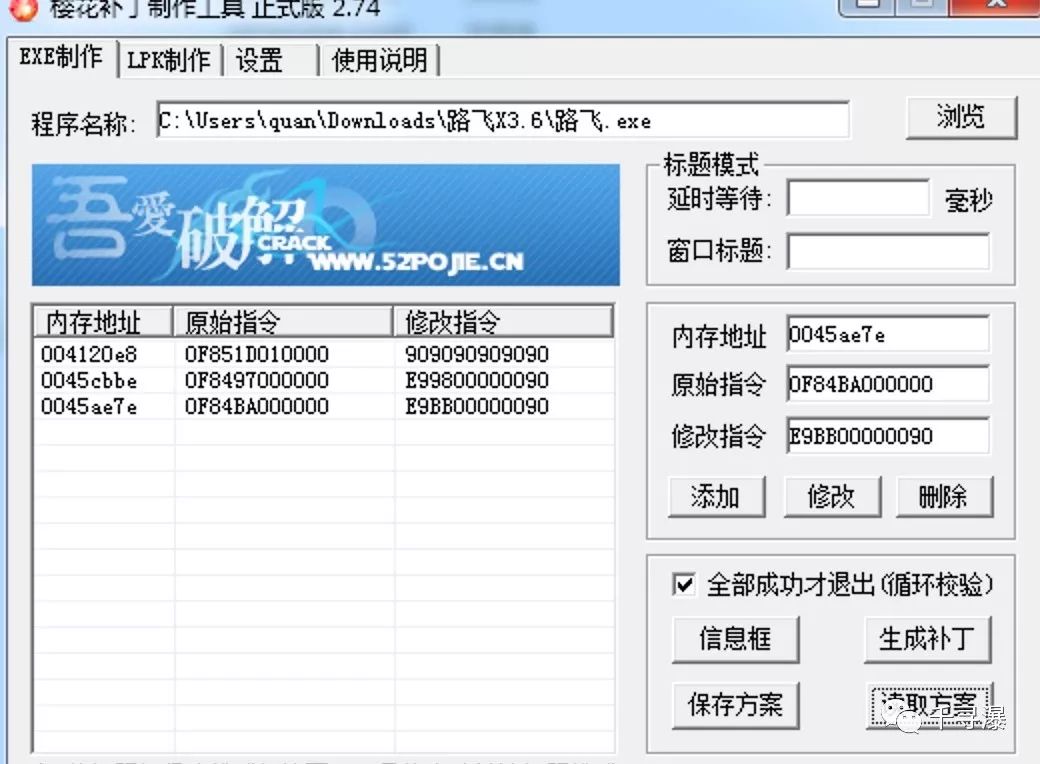 樱花补丁制作工具 正式版 2.74
EXE制作
LPK制作
设置
使用说明
程序名称:
C:\Users\quan\Downloads\路飞X3.6\路飞.exe
浏览
吾爱破解
CRACK
WWW.52POJIE.CN
标题模式
延时等待:
毫秒
窗口标题:
内存地址 原始指令 修改指令
004120e8 0F851D010000 909090909090
0045cbbe 0F8497000000 E99800000090
0045ae7e 0F84BA000000 E9BB00000090
内存地址 0045ae7e
原始指令 0F84BA000000
修改指令 E9BB00000090
添加 修改 删除
全部成功才退出(循环校验)
信息框 生成补丁
保存方案 读取方案
千寻瀑